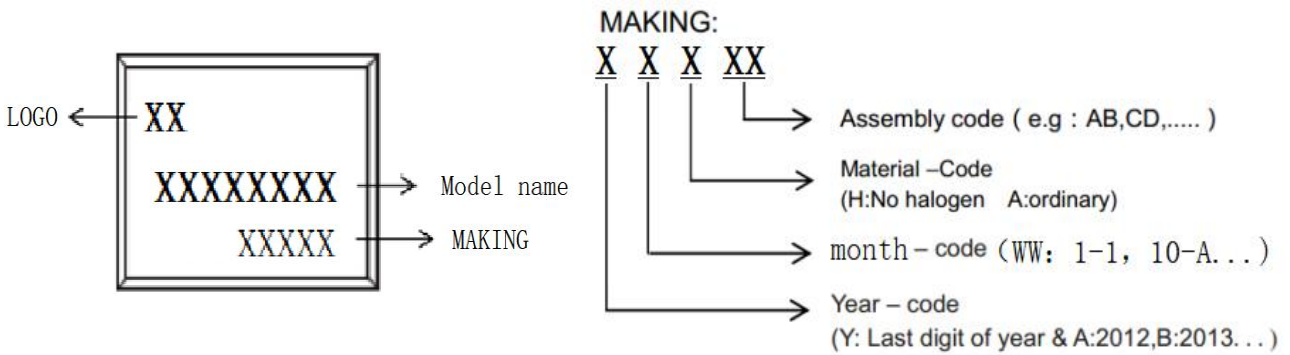 LOGO
XX
XXXXXXXX
Model name
XXXXX
MAKING
MAKING:
X X X XX
Assembly code ( e.g : AB,CD,..... )
Material –Code
(H:No halogen A:ordinary)
month – code (WW: 1-1, 10-A...)
Year – code
(Y: Last digit of year & A:2012,B:2013...)